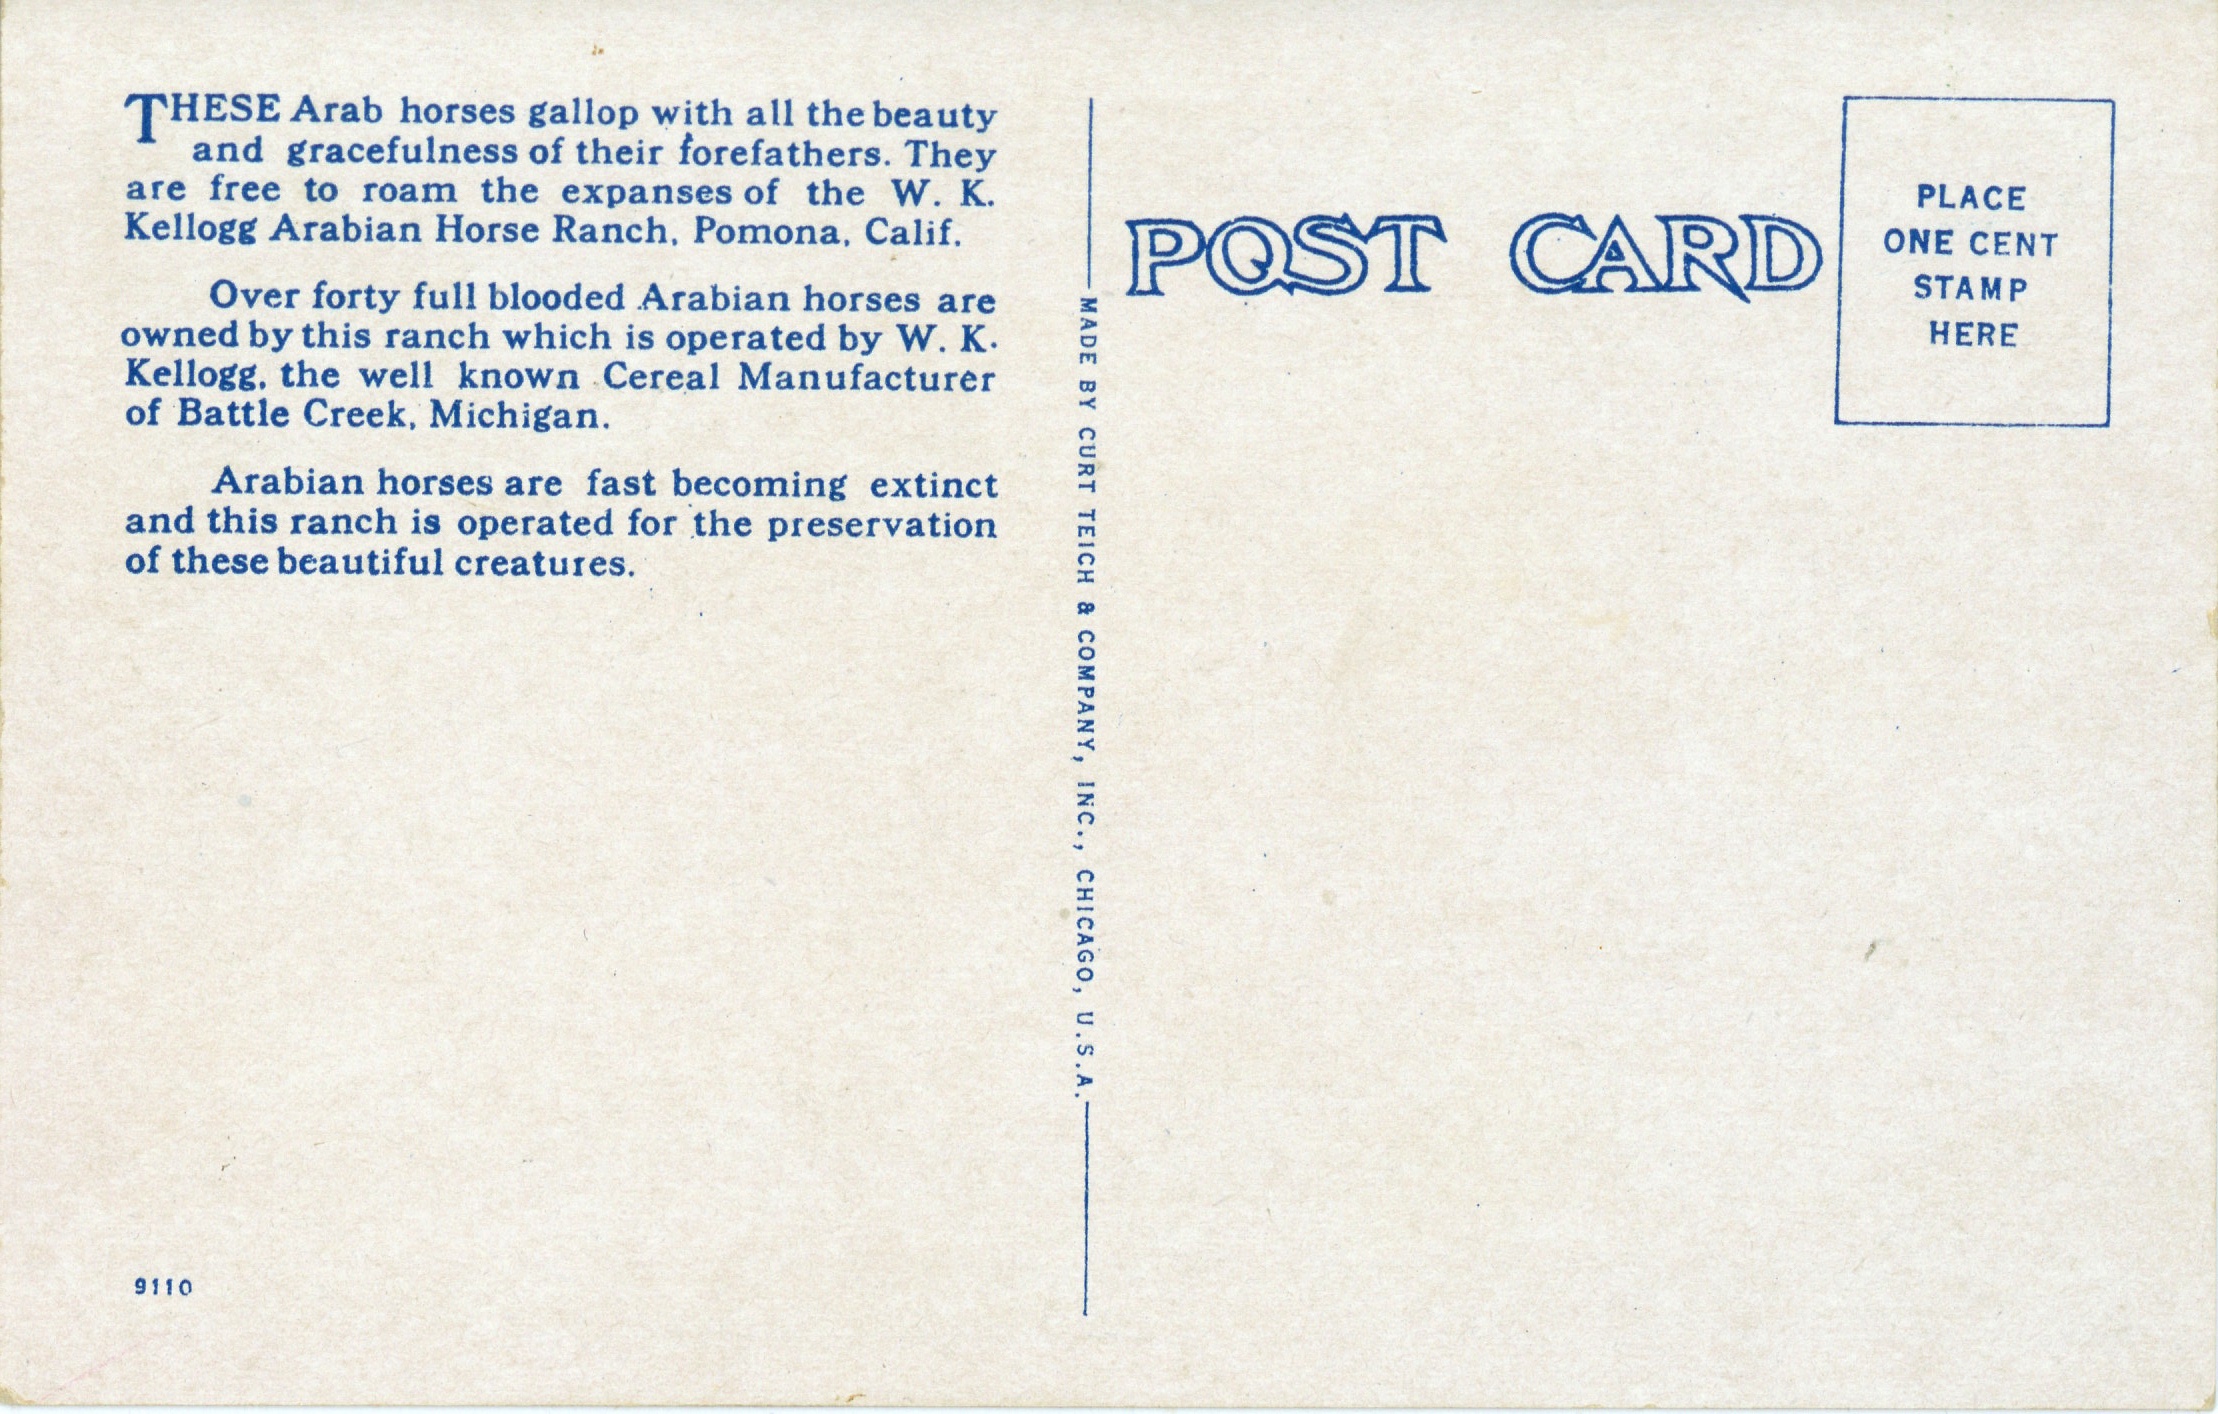 THESE Arab horses gallop with all the beauty
and gracefulness of their forefathers. They
are free to roam the expanses of the W. K.
Kellogg Arabian Horse Ranch, Pomona, Calif.
Over forty full blooded Arabian horses are
owned by this ranch which is operated by W. K.
Kellogg, the well known Cereal Manufacturer
of Battle Creek, Michigan.
Arabian horses are fast becoming extinct
and this ranch is operated for the preservation
of these beautiful creatures.
9110
MADE BY CURT TEICH & COMPANY, INC., CHICAGO, U.S.A.
POST CARD
PLACE
ONE CENT
STAMP
HERE